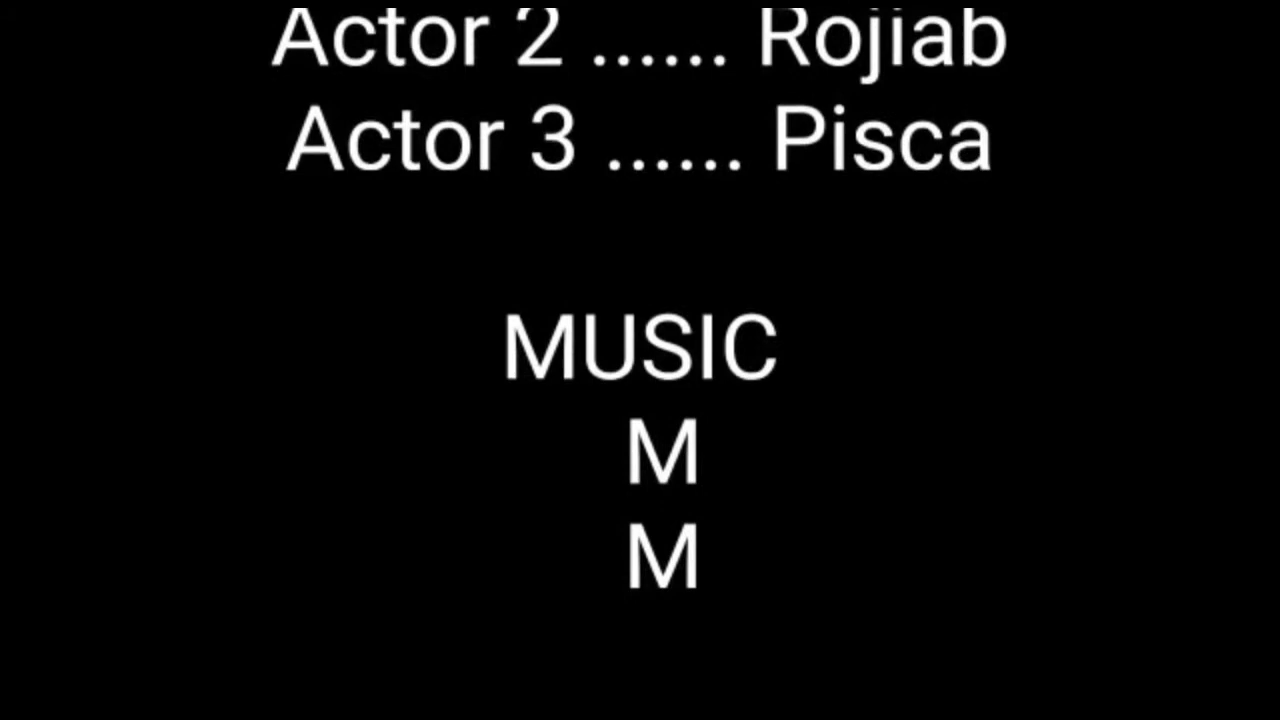 Actor 2 ...... Rojiab
Actor 3 ...... Pisca
MUSIC
M
M